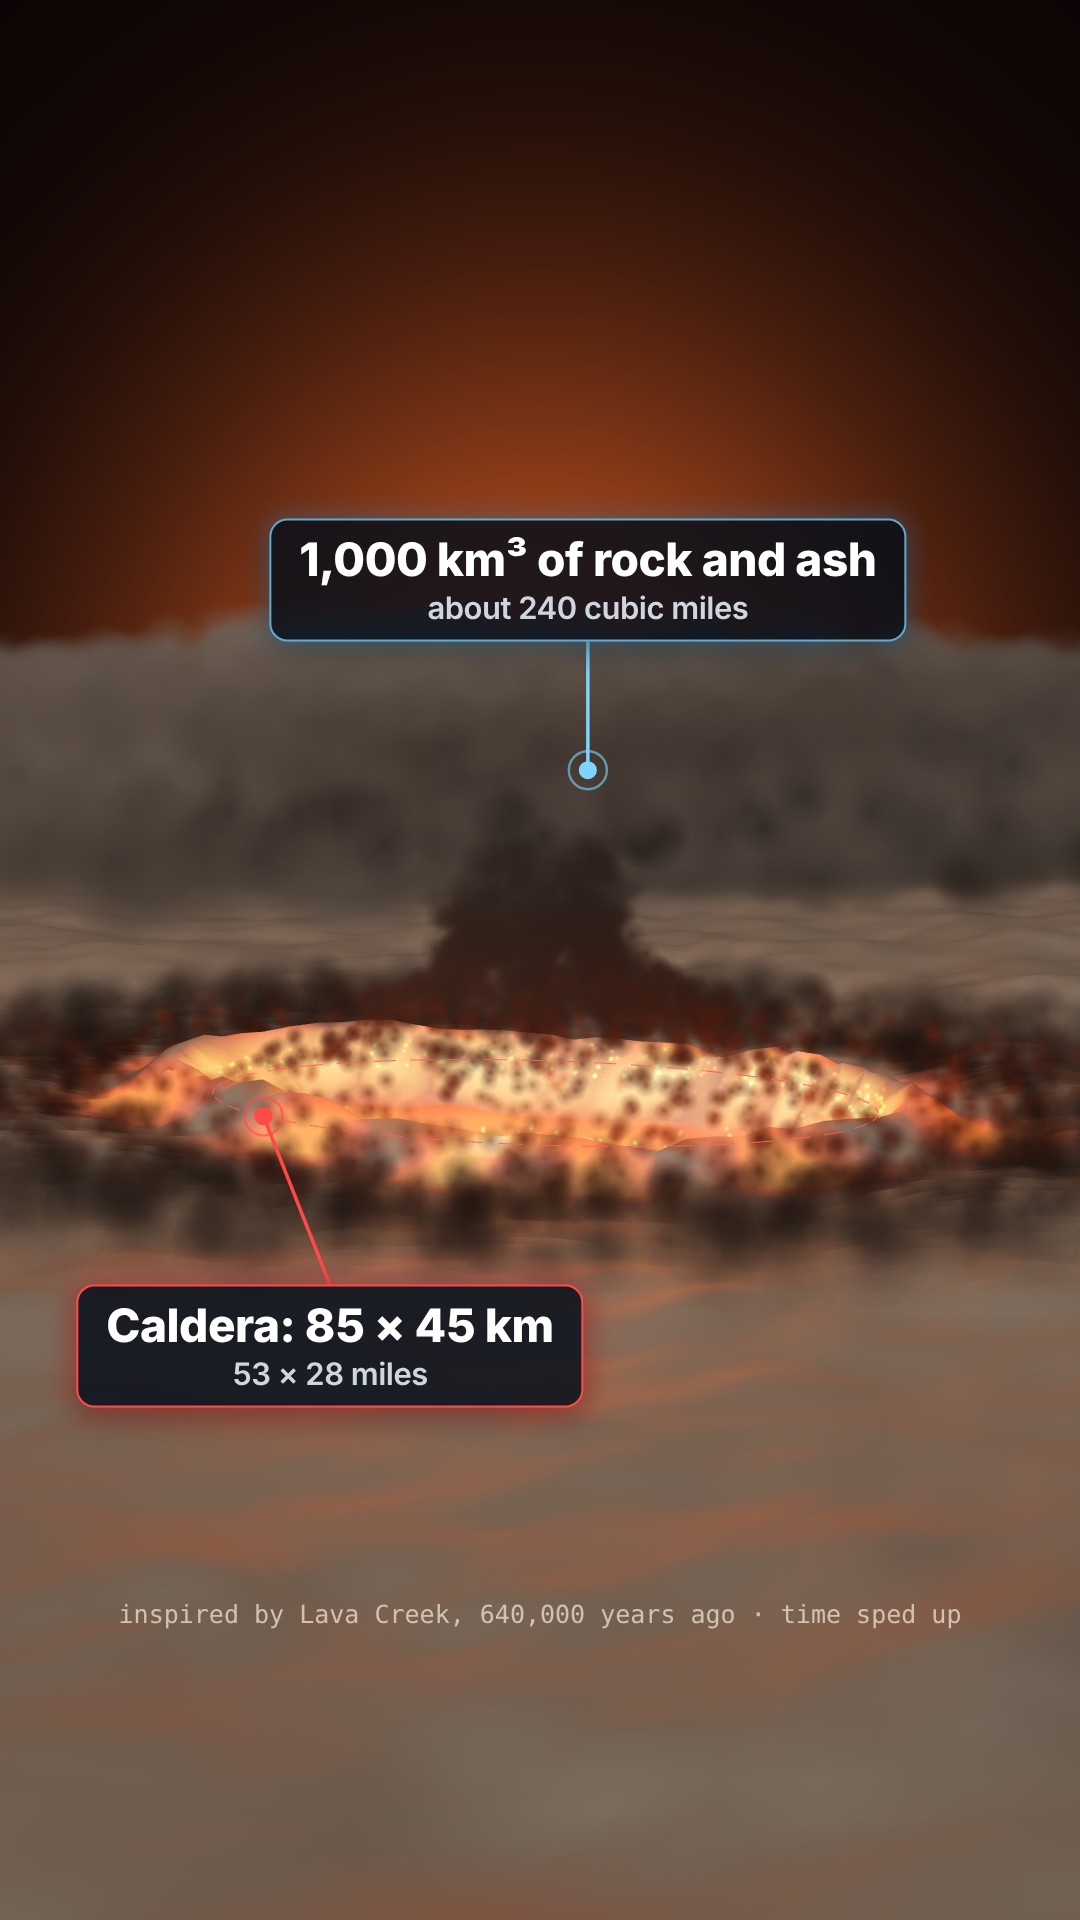 1,000 km³ of rock and ash
about 240 cubic miles
Caldera: 85 × 45 km
53 × 28 miles
inspired by Lava Creek, 640,000 years ago · time sped up